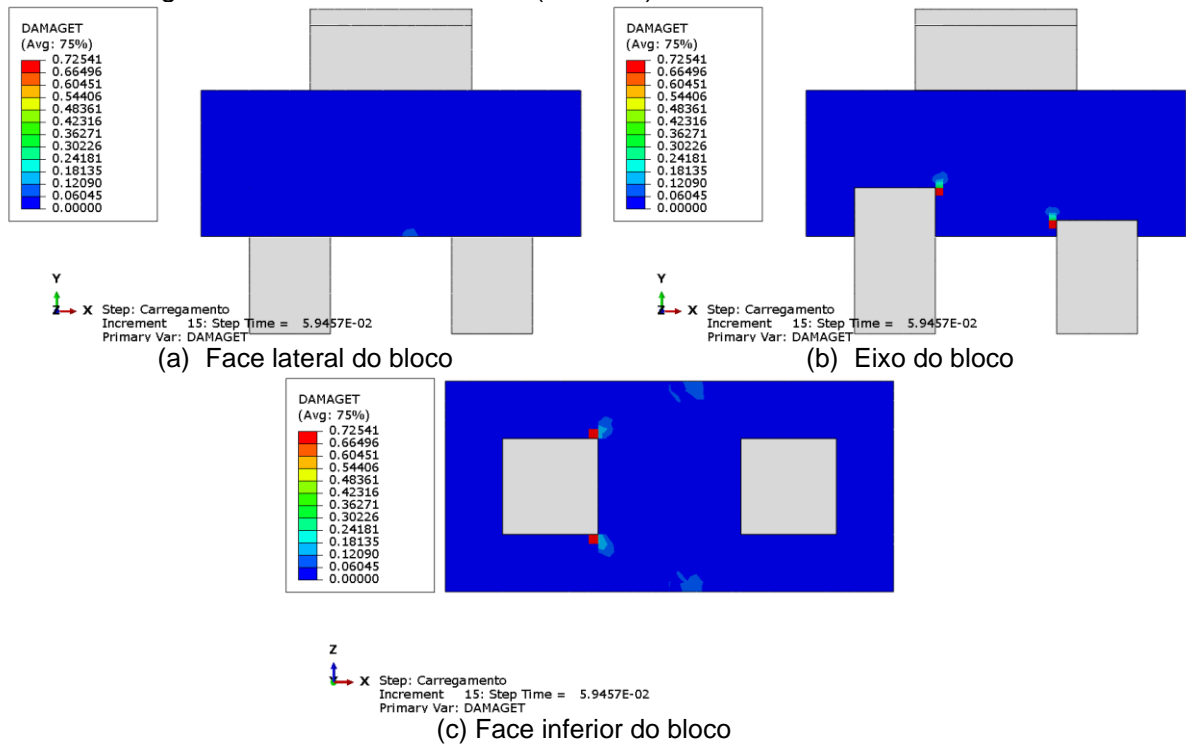 DAMAGET
(Avg: 75%)
0.72541
0.66496
0.60451
0.54406
0.48361
0.42316
0.36271
0.30226
0.24181
0.18135
0.12090
0.06045
0.00000
Y
Z X
Step: Carregamento
Increment 15: Step Time = 5.9457E-02
Primary Var: DAMAGET
(a) Face lateral do bloco
DAMAGET
(Avg: 75%)
0.72541
0.66496
0.60451
0.54406
0.48361
0.42316
0.36271
0.30226
0.24181
0.18135
0.12090
0.06045
0.00000
Y
Z X
Step: Carregamento
Increment 15: Step Time = 5.9457E-02
Primary Var: DAMAGET
(b) Eixo do bloco
DAMAGET
(Avg: 75%)
0.72541
0.66496
0.60451
0.54406
0.48361
0.42316
0.36271
0.30226
0.24181
0.18135
0.12090
0.06045
0.00000
Z
Y X
Step: Carregamento
Increment 15: Step Time = 5.9457E-02
Primary Var: DAMAGET
(c) Face inferior do bloco